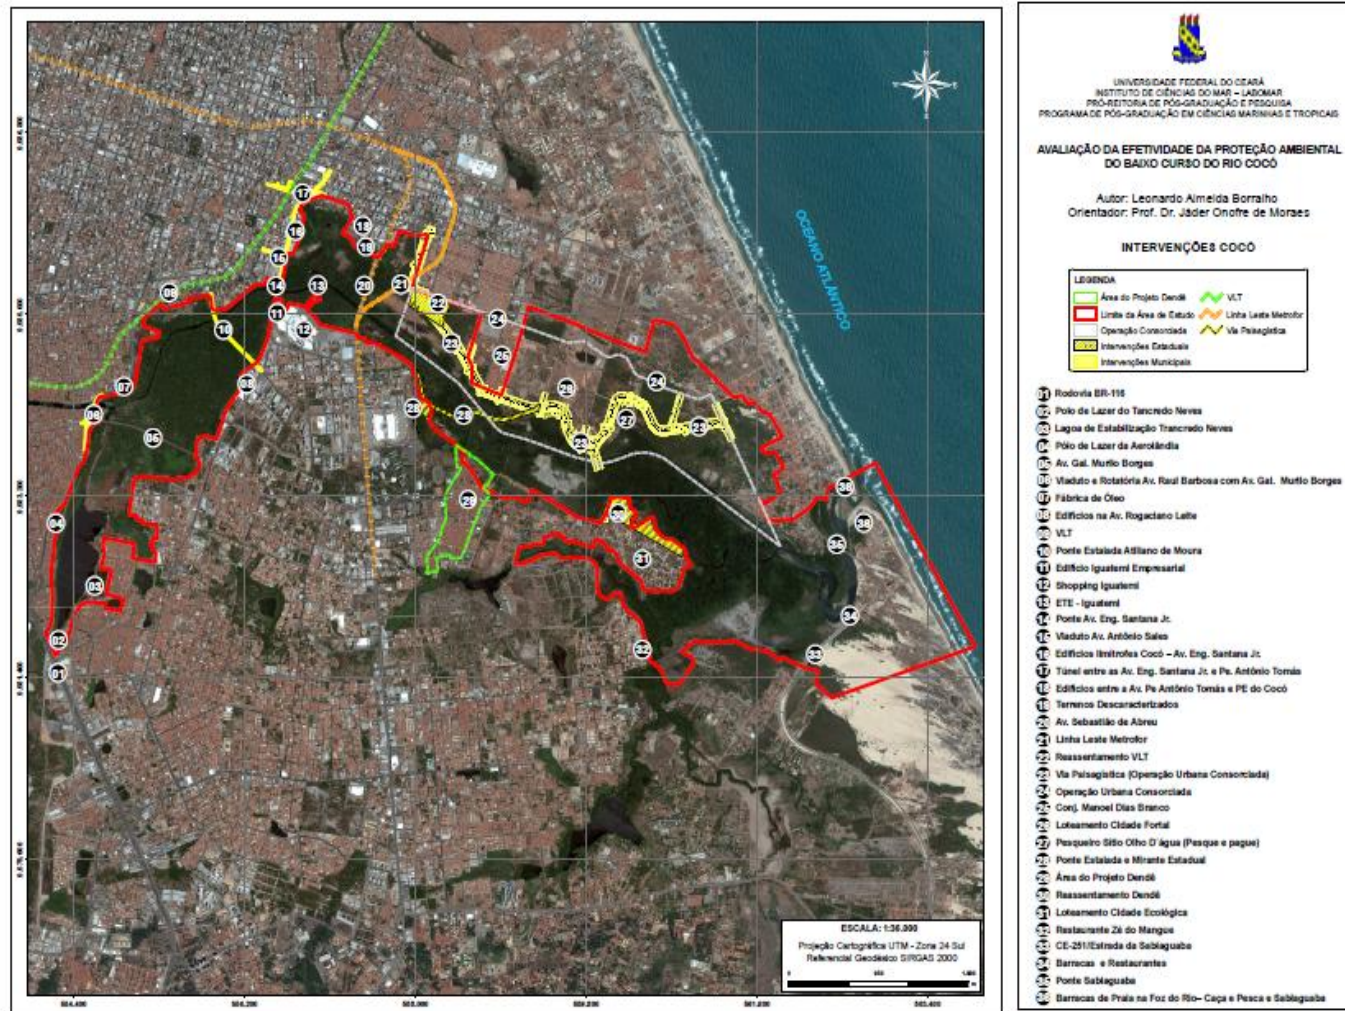 UNIVERSIDADE FEDERAL DO CEARÁ
INSTITUTO DE CIÊNCIAS DO MAR – LABOMAR
PRÓ-REITORIA DE PÓS-GRADUAÇÃO E PESQUISA
PROGRAMA DE PÓS-GRADUAÇÃO EM CIÊNCIAS MARINHAS E TROPICAIS
AVALIAÇÃO DA EFETIVIDADE DA PROTEÇÃO AMBIENTAL
DO BAIXO CURSO DO RIO COCÓ
Autor: Leonardo Almeida Borralho
Orientador: Prof. Dr. Jáder Onofre de Moraes
INTERVENÇÕES COCÓ
LEGENDA
Área do Projeto Dendê
VLT
Limite da Área de Estudo
Linha Leste Metrofor
Operação Consorciada
Via Paisagística
Intervenções Estaduais
Intervenções Municipais
01 Rodovia BR-116
02 Polo de Lazer do Tancredo Neves
03 Lagoa de Estabilização Trancredo Neves
04 Pólo de Lazer da Aerolândia
05 Av. Gal. Murilo Borges
06 Viaduto e Rotatória Av. Raul Barbosa com Av. Gal. Murilo Borges
07 Fábrica de Óleo
08 Edifícios na Av. Rogaciano Leite
09 VLT
10 Ponte Estaiada Atiliano de Moura
11 Edifício Iguatemi Empresarial
12 Shopping Iguatemi
13 ETE - Iguatemi
14 Ponte Av. Eng. Santana Jr.
15 Viaduto Av. Antônio Sales
16 Edifícios limítrofes Cocó – Av. Eng. Santana Jr.
17 Túnel entre as Av. Eng. Santana Jr. e Pe. Antônio Tomás
18 Edifícios entre a Av. Pe Antônio Tomás e PE do Cocó
19 Terrenos Descaracterizados
20 Av. Sebastião de Abreu
21 Linha Leste Metrofor
22 Reassentamento VLT
23 Via Paisagística (Operação Urbana Consorciada)
24 Operação Urbana Consorciada
25 Conj. Manoel Dias Branco
26 Loteamento Cidade Fortal
27 Pesqueiro Sítio Olho D'água (Pesque e pague)
28 Ponte Estaiada e Mirante Estadual
29 Área do Projeto Dendê
30 Reassentamento Dendê
31 Loteamento Cidade Ecológica
32 Restaurante Zé do Mangue
33 CE-251/Estrada da Sabiaguaba
34 Barracas e Restaurantes
35 Ponte Sabiaguaba
36 Barracas de Praia na Foz do Rio– Caça e Pesca e Sabiaguaba
OCEANO ATLÂNTICO
ESCALA: 1:36.000
Projeção Cartográfica UTM - Zona 24 Sul
Referencial Geodésico SIRGAS 2000